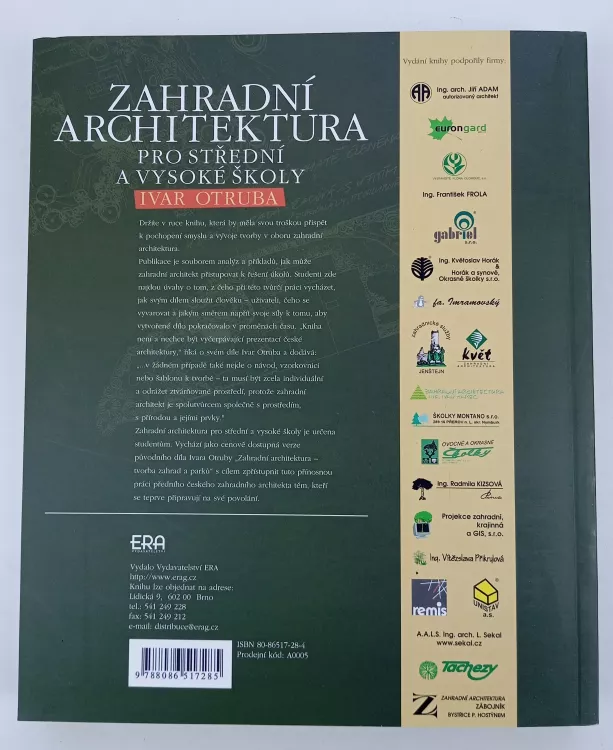 ZAHRADNÍ
ARCHITEKTURA
PRO STŘEDNÍ
A VYSOKÉ ŠKOLY
IVAR OTRUBA
Držíte v ruce knihu, která by měla svou troškou přispět
k pochopení smyslu a vývoje tvorby v oboru zahradní
architektura.
Publikace je souborem analýz a příkladů, jak může
zahradní architekt přistupovat k řešení úkolů. Studenti zde
najdou úvahy o tom, z čeho při této tvůrčí práci vycházet,
jak svým dílem sloužit člověku – uživateli, čeho se
vyvarovat a jakým směrem napřít svoje síly k tomu, aby
vytvořené dílo pokračovalo v proměnách času. „Kniha
není a nechce být vyčerpávající prezentací české
architektury," říká o svém díle Ivar Otruba a dodává:
„...v žádném případě také nejde o návod, vzorkovnici
nebo šablonu k tvorbě – ta musí být zcela individuální
a odrážet ztvárňované prostředí, protože zahradní
architekt je spolutvůrcem společně s prostředím,
s přírodou a jejími prvky."
Zahradní architektura pro střední a vysoké školy je určena
studentům. Vychází jako cenově dostupná verze
původního díla Ivara Otruby „Zahradní architektura –
tvorba zahrad a parků" s cílem zpřístupnit tuto přínosnou
práci předního českého zahradního architekta těm, kteří
se teprve připravují na své povolání.
ERA
VYDAVATELSTVÍ
Vydalo Vydavatelství ERA
http://www.erag.cz
Knihu lze objednat na adrese:
Lidická 9, 602 00 Brno
tel.: 541 249 228
fax: 541 249 212
e-mail: distribuce@erag.cz
ISBN 80-86517-28-4
Prodejní kód: A0005
9 788086 517285
Vydání knihy podpořily firmy:
AA
Ing. arch. Jiří ADAM
autorizovaný architekt
eurongard
Ing. František FROLA
gabriel
s.r.o.
Ing. Květoslav Horák
&
Horák a synové,
Okrasné školky s.r.o.
fa. Imramovský
zahradnické služby
JENŠTEJN
květ
ZAHRADNÍ ARCHITEKTURA
ŠKOLKY MONTANO s.r.o.
OVOCNÉ A OKRASNÉ
Školky
Ing. Radmila KIZSOVÁ
Projekce zahradní,
krajinná
a GIS, s.r.o.
Ing. Vítězslava Přikrylová
remis
UNISTAV
a.s.
A.A.L.S. Ing. arch. L. Sekal
www.sekal.cz
Tachezy
Z
ZAHRADNÍ ARCHITEKTURA
ZÁBOJNÍK
BYSTŘICE P. HOSTÝNEM